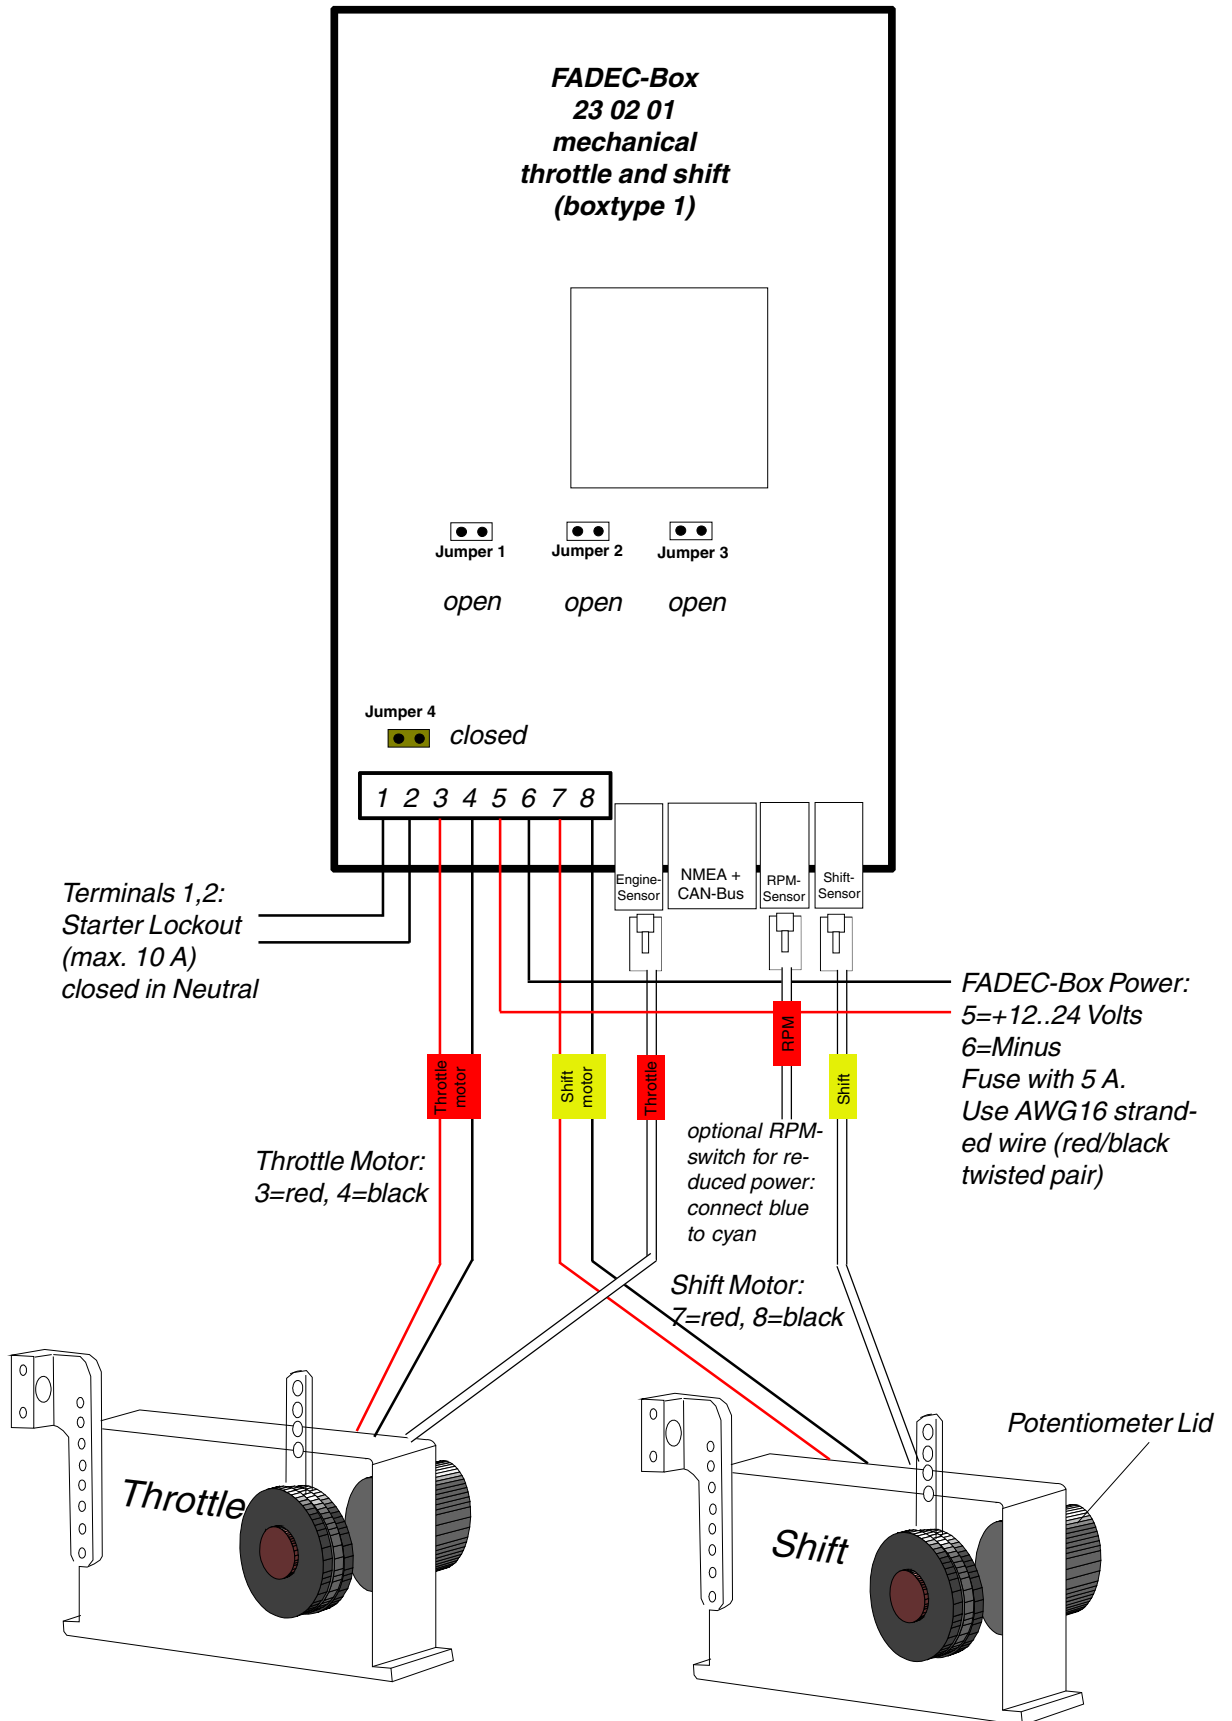 FADEC-Box
23 02 01
mechanical
throttle and shift
(boxtype 1)
Jumper 1
Jumper 2
Jumper 3
open
open
open
Jumper 4
closed
1 2 3 4 5 6 7 8
Engine-
Sensor
NMEA +
CAN-Bus
RPM-
Sensor
Shift-
Sensor
Terminals 1,2:
Starter Lockout
(max. 10 A)
closed in Neutral
FADEC-Box Power:
5=+12..24 Volts
6=Minus
Fuse with 5 A.
Use AWG16 strand-
ed wire (red/black
twisted pair)
Throttle
motor
Shift
motor
Throttle
RPM
Shift
optional RPM-
switch for re-
duced power:
connect blue
to cyan
Throttle Motor:
3=red, 4=black
Shift Motor:
7=red, 8=black
Potentiometer Lid
Throttle
Shift